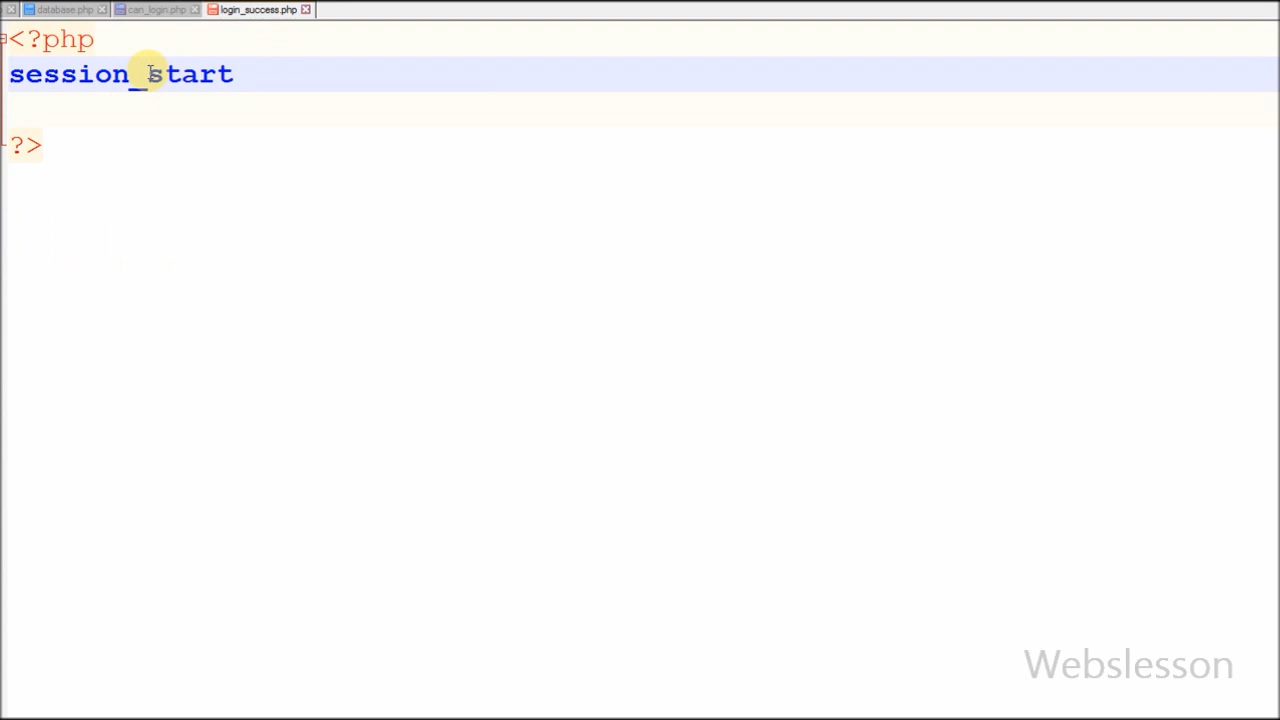 database.php can_login.php login_success.php
<?php
session_start
?>
Webslesson